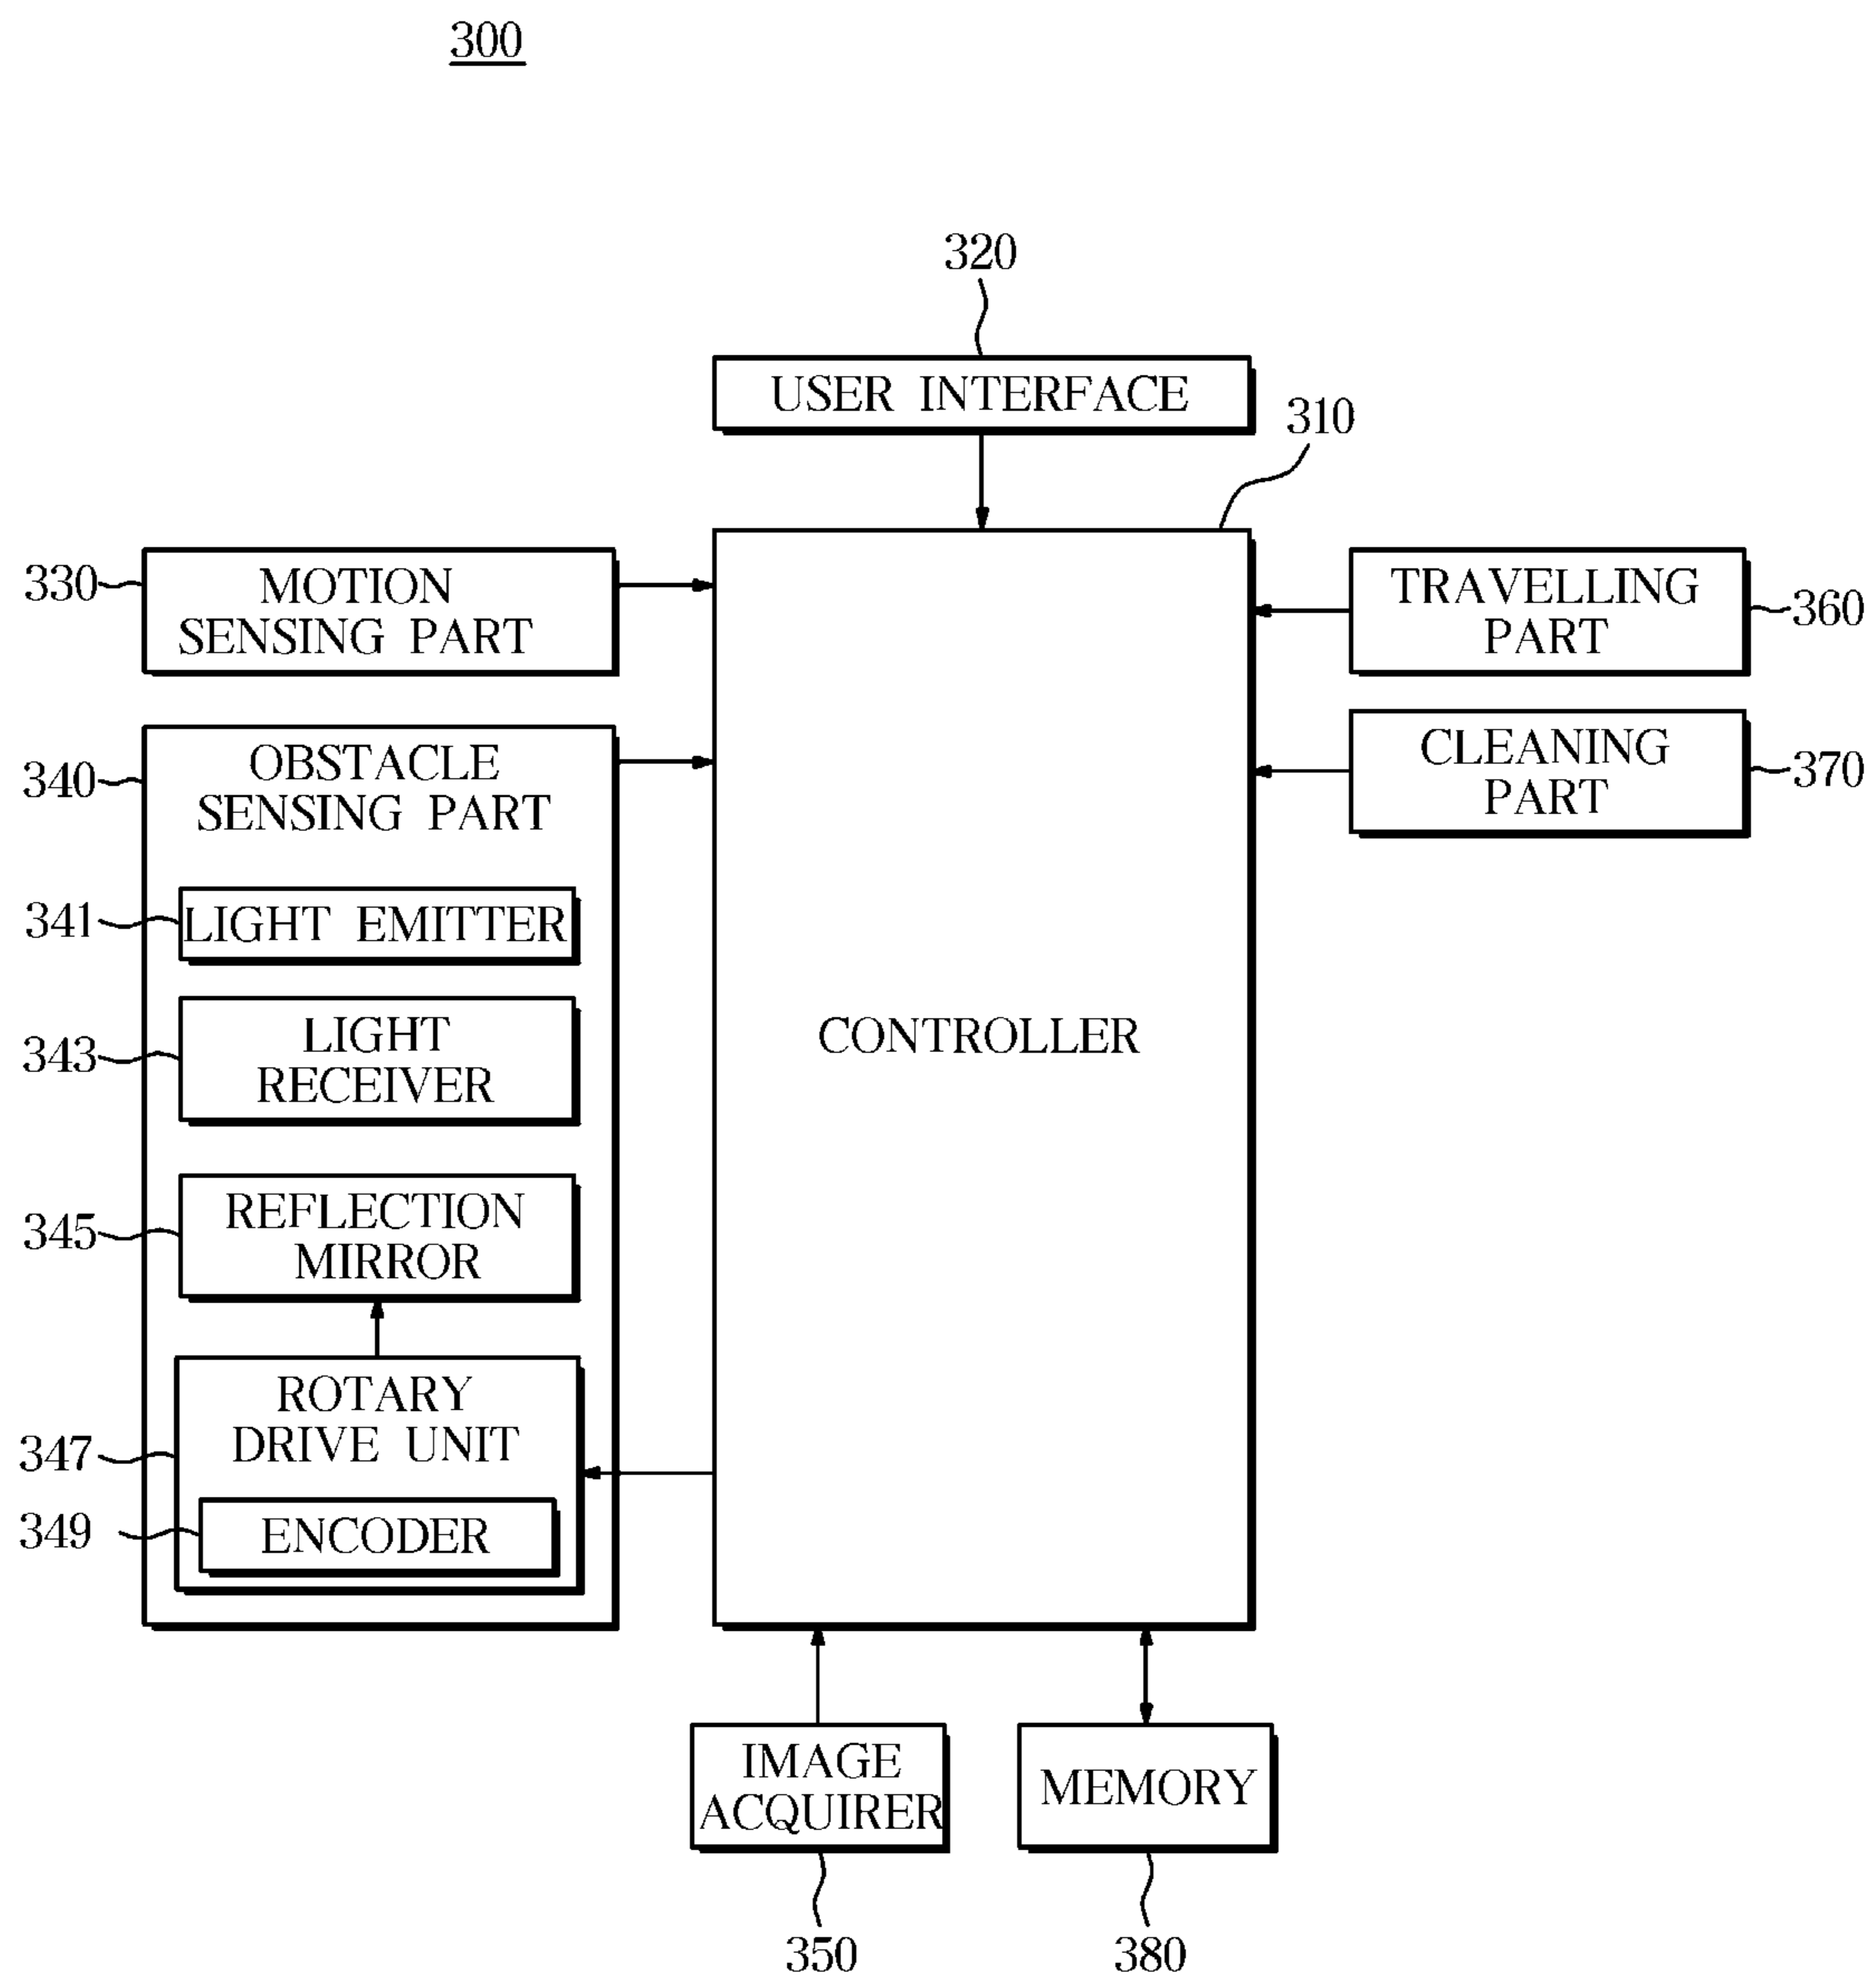 300
320
USER INTERFACE
310
330
MOTION
SENSING PART
TRAVELLING
PART
360
340
OBSTACLE
SENSING PART
CLEANING
PART
370
341
LIGHT EMITTER
343
LIGHT
RECEIVER
CONTROLLER
345
REFLECTION
MIRROR
347
ROTARY
DRIVE UNIT
349
ENCODER
IMAGE
ACQUIRER
MEMORY
350
380